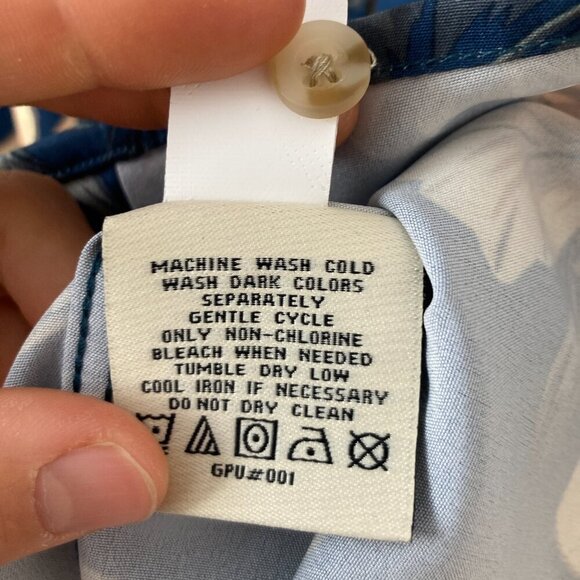 MACHINE WASH COLD
WASH DARK COLORS
SEPARATELY
GENTLE CYCLE
ONLY NON-CHLORINE
BLEACH WHEN NEEDED
TUMBLE DRY LOW
COOL IRON IF NECESSARY
DO NOT DRY CLEAN
GPU#001